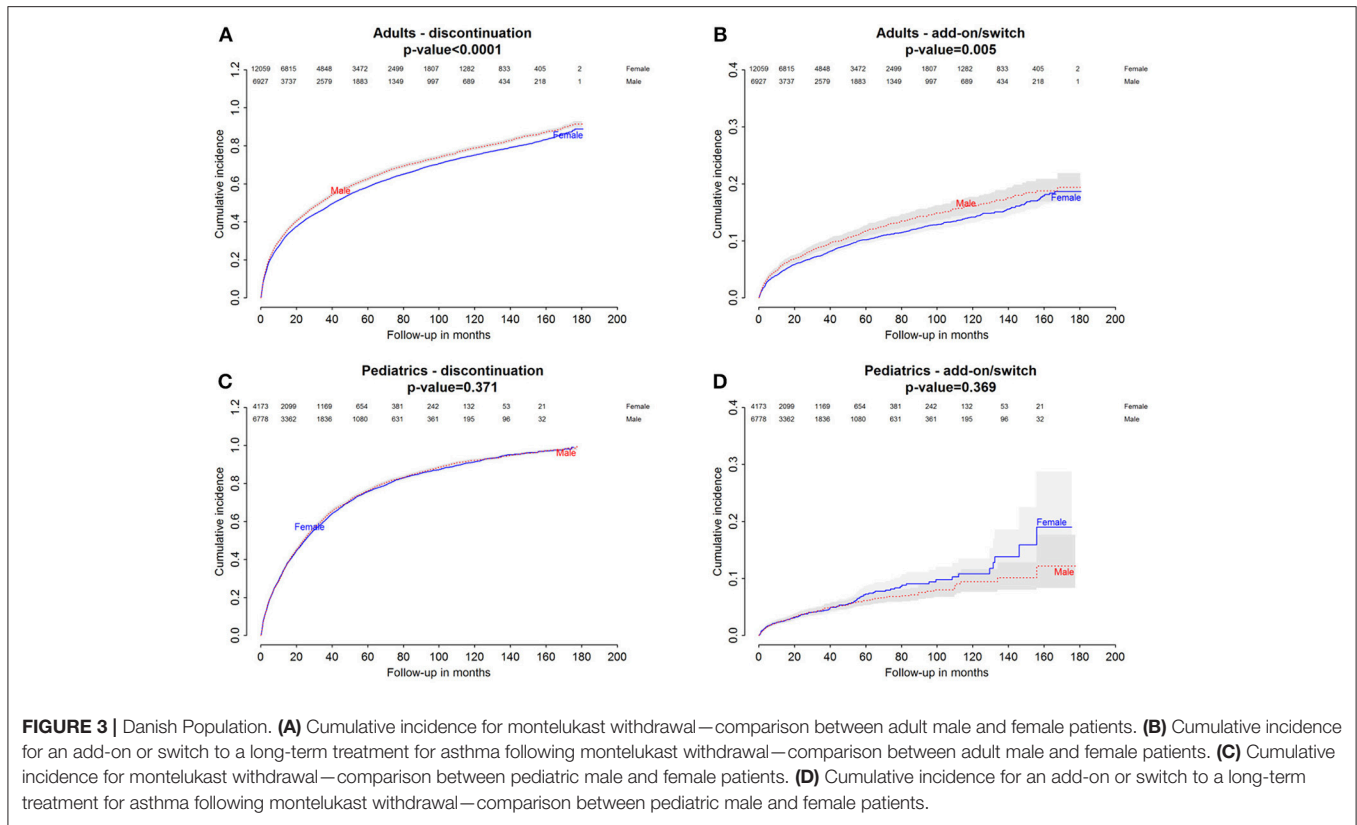 A
Adults - discontinuation
p-value<0.0001
12059 6815 4848 3472 2499 1807 1282 833 405 2 Female
6927 3737 2579 1883 1349 997 689 434 218 1 Male
Cumulative incidence
0.0 0.2 0.4 0.6 0.8 1.0 1.2
Male
Female
0 20 40 60 80 100 120 140 160 180 200
Follow-up in months
B
Adults - add-on/switch
p-value=0.005
12059 6815 4848 3472 2499 1807 1282 833 405 2 Female
6927 3737 2579 1883 1349 997 689 434 218 1 Male
Cumulative incidence
0.0 0.1 0.2 0.3 0.4
Male
Female
0 20 40 60 80 100 120 140 160 180 200
Follow-up in months
C
Pediatrics - discontinuation
p-value=0.371
4173 2099 1169 654 381 242 132 53 21 Female
6778 3362 1836 1080 631 361 195 96 32 Male
Cumulative incidence
0.0 0.2 0.4 0.6 0.8 1.0 1.2
Female
Male
0 20 40 60 80 100 120 140 160 180 200
Follow-up in months
D
Pediatrics - add-on/switch
p-value=0.369
4173 2099 1169 654 381 242 132 53 21 Female
6778 3362 1836 1080 631 361 195 96 32 Male
Cumulative incidence
0.0 0.1 0.2 0.3 0.4
Female
Male
0 20 40 60 80 100 120 140 160 180 200
Follow-up in months
FIGURE 3 | Danish Population. (A) Cumulative incidence for montelukast withdrawal—comparison between adult male and female patients. (B) Cumulative incidence
for an add-on or switch to a long-term treatment for asthma following montelukast withdrawal—comparison between adult male and female patients. (C) Cumulative
incidence for montelukast withdrawal—comparison between pediatric male and female patients. (D) Cumulative incidence for an add-on or switch to a long-term
treatment for asthma following montelukast withdrawal—comparison between pediatric male and female patients.